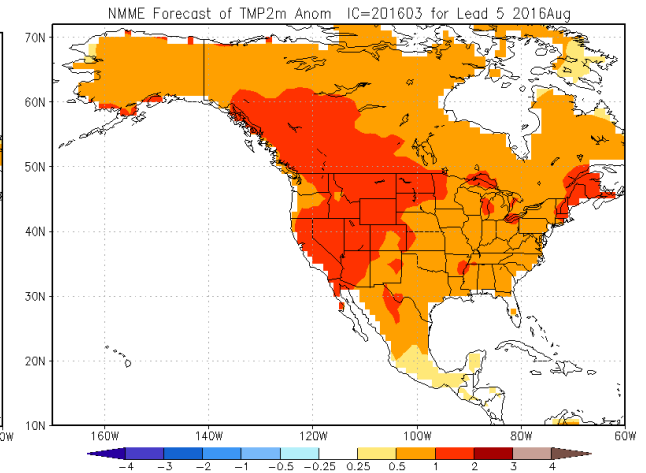 NMME Forecast of TMP2m Anom IC=201603 for Lead 5 2016Aug
70N
60N
50N
40N
30N
20N
10N
0W 160W 140W 120W 100W 80W 60W
-4 -3 -2 -1 -0.5 -0.25 0.25 0.5 1 2 3 4